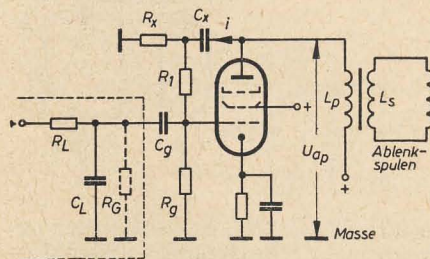 Rx
Cx
i
R1
Lp
Ls
+
RL
Cg
Uap
Ablenk-
spulen
CL
RG
Rg
+
Masse